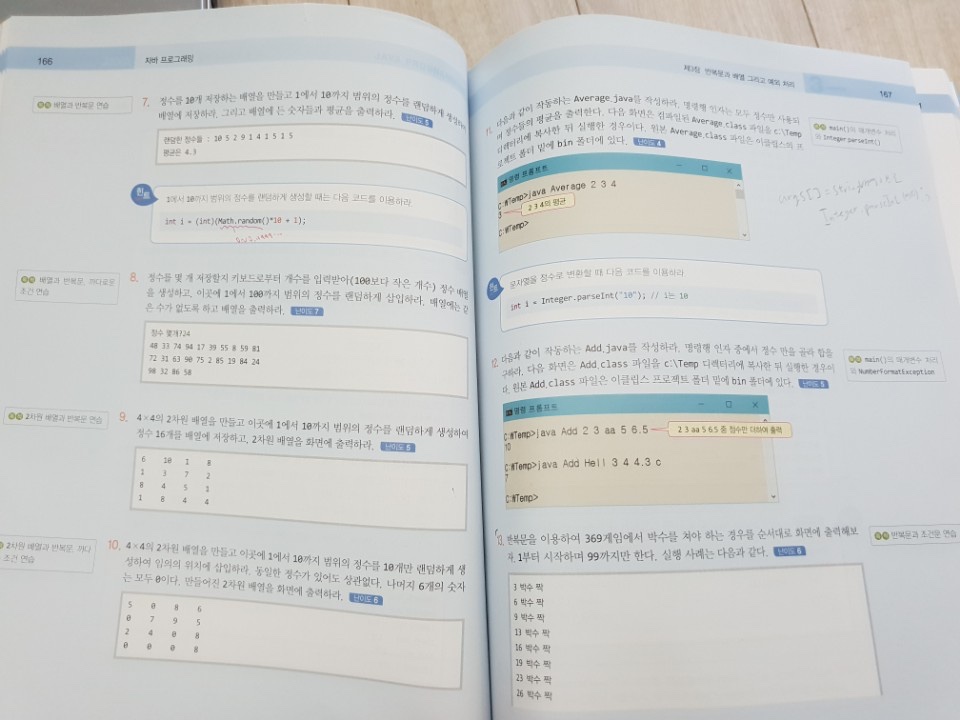 166
자바 프로그래밍
목적 배열과 반복문 연습
7. 정수를 10개 저장하는 배열을 만들고 1에서 10까지 범위의 정수를 랜덤하게 생성하여
배열에 저장하라. 그리고 배열에 든 숫자들과 평균을 출력하라. 난이도 5
랜덤한 정수들 : 10 5 2 9 1 4 1 5 1 5
평균은 4.3
힌트
1에서 10까지 범위의 정수를 랜덤하게 생성할 때는 다음 코드를 이용하라.
int i = (int)(Math.random()*10 + 1);
목적 배열과 반복문, 까다로운
조건 연습
8. 정수를 몇 개 저장할지 키보드로부터 개수를 입력받아(100보다 작은 개수) 정수 배열
을 생성하고, 이곳에 1에서 100까지 범위의 정수를 랜덤하게 삽입하라. 배열에는 같
은 수가 없도록 하고 배열을 출력하라. 난이도 7
정수 몇개?24
48 33 74 94 17 39 55 8 59 81
72 31 63 90 75 2 85 19 84 24
98 32 86 58
목적 2차원 배열과 반복문 연습
9. 4×4의 2차원 배열을 만들고 이곳에 1에서 10까지 범위의 정수를 랜덤하게 생성하여
정수 16개를 배열에 저장하고, 2차원 배열을 화면에 출력하라. 난이도 5
6 10 1 8
1 3 7 2
8 4 5 1
1 8 4 4
2차원 배열과 반복문, 까다
조건 연습
10. 4×4의 2차원 배열을 만들고 이곳에 1에서 10까지 범위의 정수를 10개만 랜덤하게 생
성하여 임의의 위치에 삽입하라. 동일한 정수가 있어도 상관없다. 나머지 6개의 숫자
는 모두 0이다. 만들어진 2차원 배열을 화면에 출력하라. 난이도 6
5 0 8 6
0 7 9 5
2 4 0 8
0 0 0 8
제3장 반복문과 배열 그리고 예외 처리
167
11. 다음과 같이 작동하는 Average.java를 작성하라. 명령행 인자는 모두 정수만 사용되
며 정수들의 평균을 출력한다. 다음 화면은 컴파일된 Average.class 파일을 c:\Temp
디렉터리에 복사한 뒤 실행한 경우이다. 원본 Average.class 파일은 이클립스의 프
로젝트 폴더 밑에 bin 폴더에 있다. 난이도 4
목적 main()의 매개변수 처리
와 Integer.parseInt()
명령 프롬프트
C:₩Temp>java Average 2 3 4
3
2 3 4의 평균
C:₩Temp>
힌트
문자열을 정수로 변환할 때 다음 코드를 이용하라.
int i = Integer.parseInt("10"); // i는 10
12. 다음과 같이 작동하는 Add.java를 작성하라. 명령행 인자 중에서 정수 만을 골라 합을
구하라. 다음 화면은 Add.class 파일을 c:\Temp 디렉터리에 복사한 뒤 실행한 경우이
다. 원본 Add.class 파일은 이클립스 프로젝트 폴더 밑에 bin 폴더에 있다. 난이도 5
목적 main()의 매개변수 처리
와 NumberFormatException
명령 프롬프트
C:₩Temp>java Add 2 3 aa 5 6.5
2 3 aa 5 6.5 중 정수만 더하여 출력
10
C:₩Temp>java Add Hell 3 4 4.3 c
7
C:₩Temp>
반복문을 이용하여 369게임에서 박수를 쳐야 하는 경우를 순서대로 화면에 출력해보
라. 1부터 시작하며 99까지만 한다. 실행 사례는 다음과 같다. 난이도 6
목적 반복문과 조건문 연습
3 박수 짝
6 박수 짝
9 박수 짝
13 박수 짝
16 박수 짝
19 박수 짝
23 박수 짝
26 박수 짝